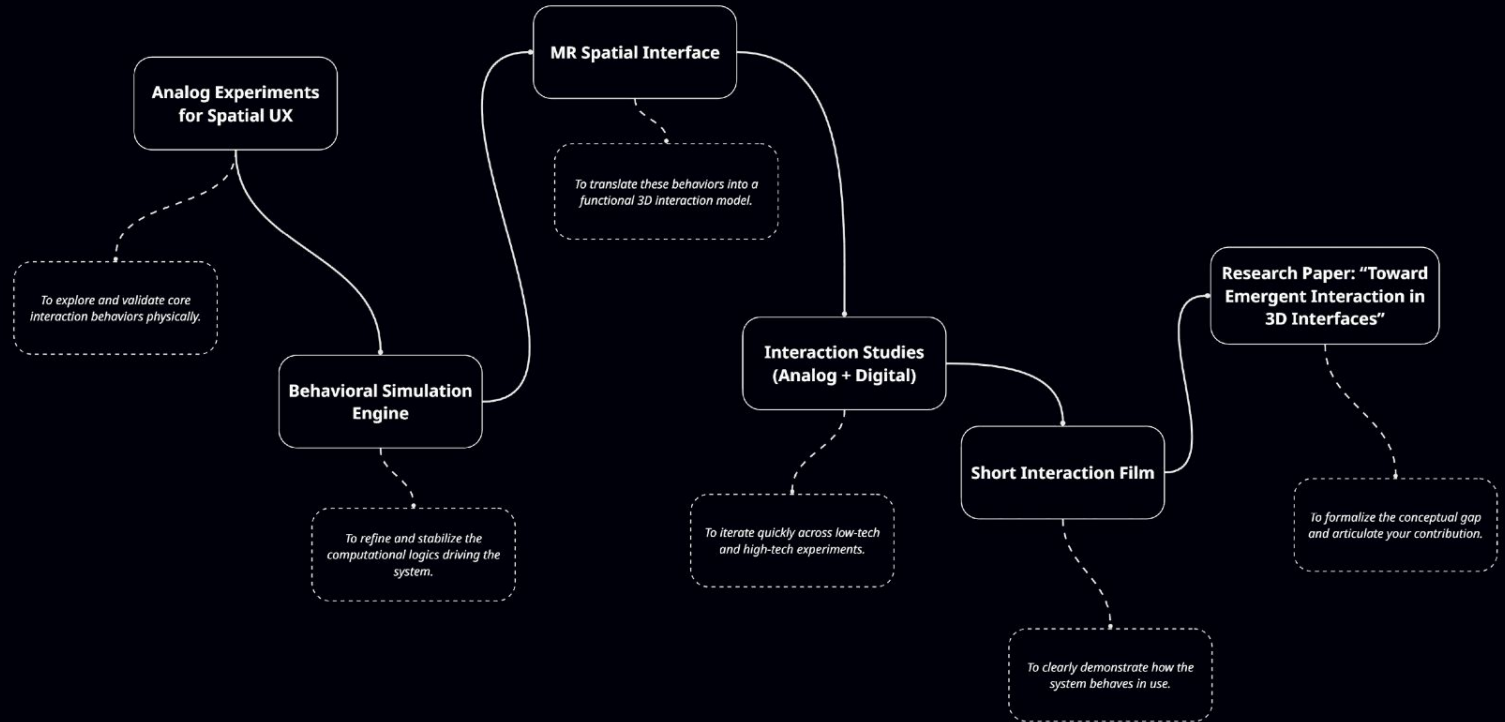 Analog Experiments
for Spatial UX
To explore and validate core
interaction behaviors physically.
Behavioral Simulation
Engine
To refine and stabilize the
computational logics driving the
system.
MR Spatial Interface
To translate these behaviors into a
functional 3D interaction model.
Interaction Studies
(Analog + Digital)
To iterate quickly across low-tech
and high-tech experiments.
Short Interaction Film
To clearly demonstrate how the
system behaves in use.
Research Paper: “Toward
Emergent Interaction in
3D Interfaces”
To formalize the conceptual gap
and articulate your contribution.